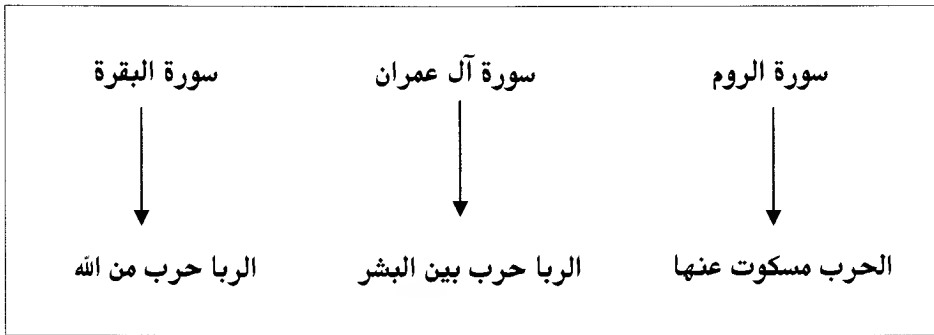 سورة الروم سورة آل عمران سورة البقرة
الحرب مسكوت عنها الربا حرب بين البشر الربا حرب من الله